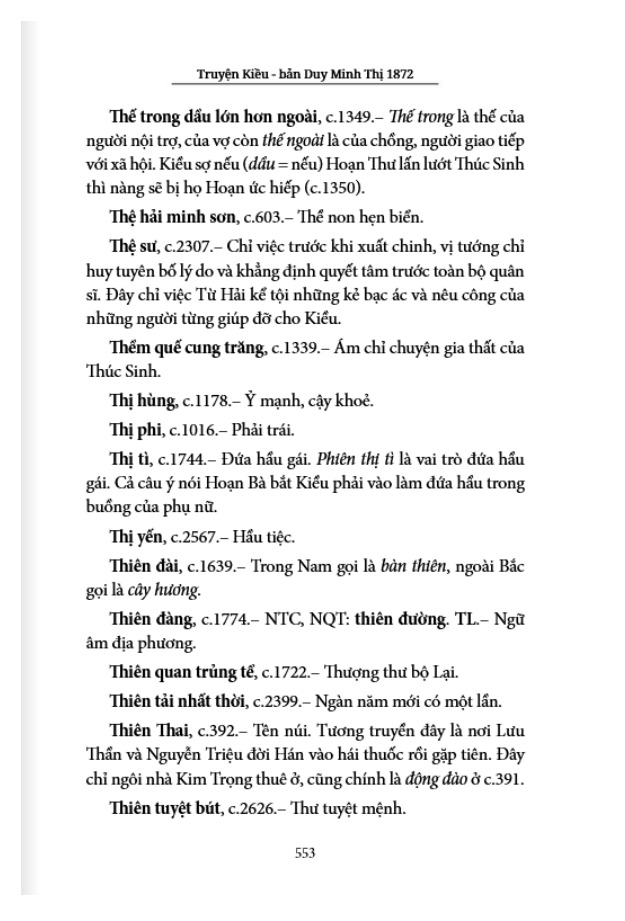 Truyện Kiều - bản Duy Minh Thị 1872
Thế trong dầu lớn hơn ngoài, c.1349.– Thế trong là thế của
người nội trợ, của vợ còn thế ngoài là của chồng, người giao tiếp
với xã hội. Kiều sợ nếu (dầu = nếu) Hoạn Thư lấn lướt Thúc Sinh
thì nàng sẽ bị họ Hoạn ức hiếp (c.1350).
Thệ hải minh sơn, c.603.– Thề non hẹn biển.
Thệ sư, c.2307.– Chỉ việc trước khi xuất chinh, vị tướng chỉ
huy tuyên bố lý do và khẳng định quyết tâm trước toàn bộ quân
sĩ. Đây chỉ việc Từ Hải kể tội những kẻ bạc ác và nêu công của
những người từng giúp đỡ cho Kiều.
Thềm quế cung trăng, c.1339.– Ám chỉ chuyện gia thất của
Thúc Sinh.
Thị hùng, c.1178.– Ỷ mạnh, cậy khoẻ.
Thị phi, c.1016.– Phải trái.
Thị tì, c.1744.– Đứa hầu gái. Phiên thị tì là vai trò đứa hầu
gái. Cả câu ý nói Hoạn Bà bắt Kiều phải vào làm đứa hầu trong
buồng của phụ nữ.
Thị yến, c.2567.– Hầu tiệc.
Thiên đài, c.1639.– Trong Nam gọi là bàn thiên, ngoài Bắc
gọi là cây hương.
Thiên đàng, c.1774.– NTC, NQT: thiên đường. TL.– Ngữ
âm địa phương.
Thiên quan trủng tể, c.1722.– Thượng thư bộ Lại.
Thiên tải nhất thời, c.2399.– Ngàn năm mới có một lần.
Thiên Thai, c.392.– Tên núi. Tương truyền đây là nơi Lưu
Thần và Nguyễn Triệu đời Hán vào hái thuốc rồi gặp tiên. Đây
chỉ ngôi nhà Kim Trọng thuê ở, cũng chính là động đào ở c.391.
Thiên tuyệt bút, c.2626.– Thư tuyệt mệnh.
553